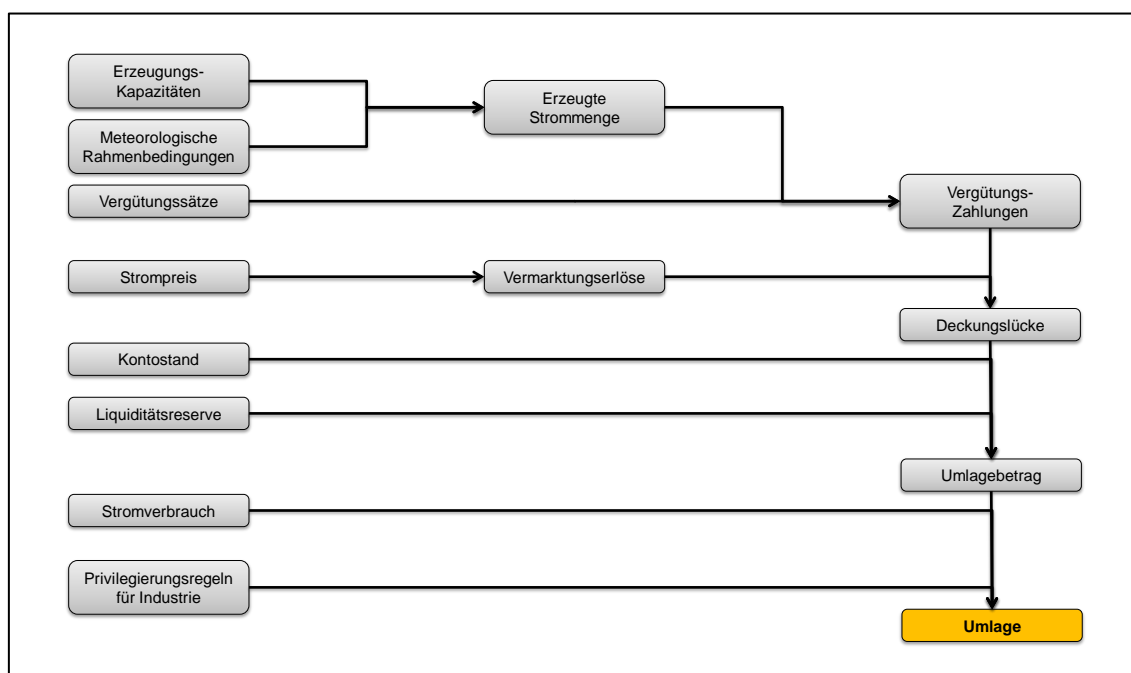 Erzeugungs-
Kapazitäten
Erzeugte
Strommenge
Meteorologische
Rahmenbedingungen
Vergütungssätze
Vergütungs-
Zahlungen
Strompreis
Vermarktungserlöse
Deckungslücke
Kontostand
Liquiditätsreserve
Umlagebetrag
Stromverbrauch
Privilegierungsregeln
für Industrie
Umlage